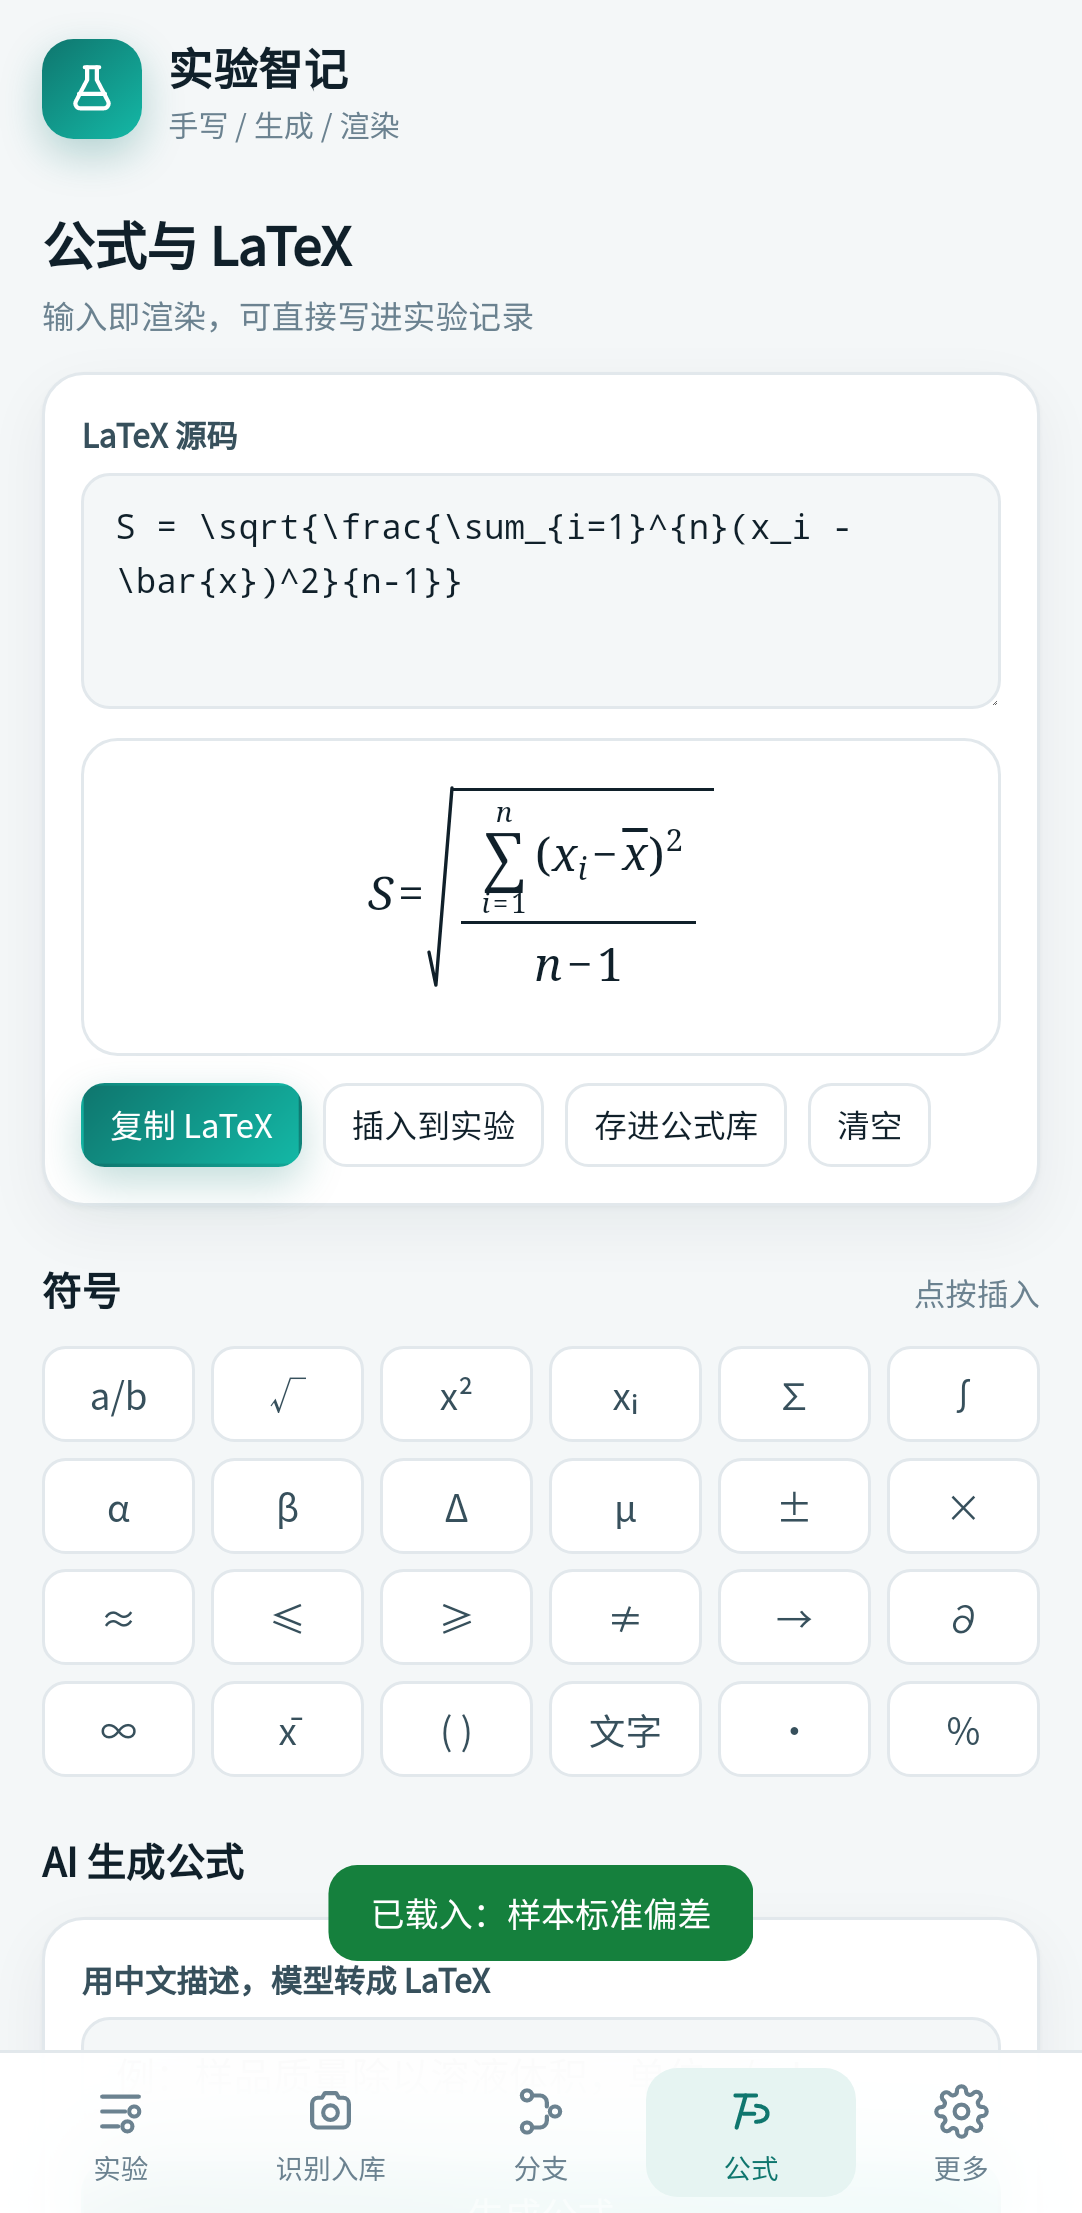 实验智记
手写 / 生成 / 渲染
公式与 LaTeX
输入即渲染，可直接写进实验记录
LaTeX 源码
S = \sqrt{\frac{\sum_{i=1}^{n}(x_i -
\bar{x})^2}{n-1}}
S = √(∑_{i=1}^{n} (x_i − x̅)² / (n − 1))
复制 LaTeX 插入到实验 存进公式库 清空
符号 点按插入
a/b √‾ x² xᵢ Σ ∫
α β Δ μ ± ×
≈ ⩽ ⩾ ≠ → ∂
∞ x̄ ( ) 文字 · %
AI 生成公式
已载入：样本标准偏差
用中文描述，模型转成 LaTeX
实验 识别入库 分支 公式 更多